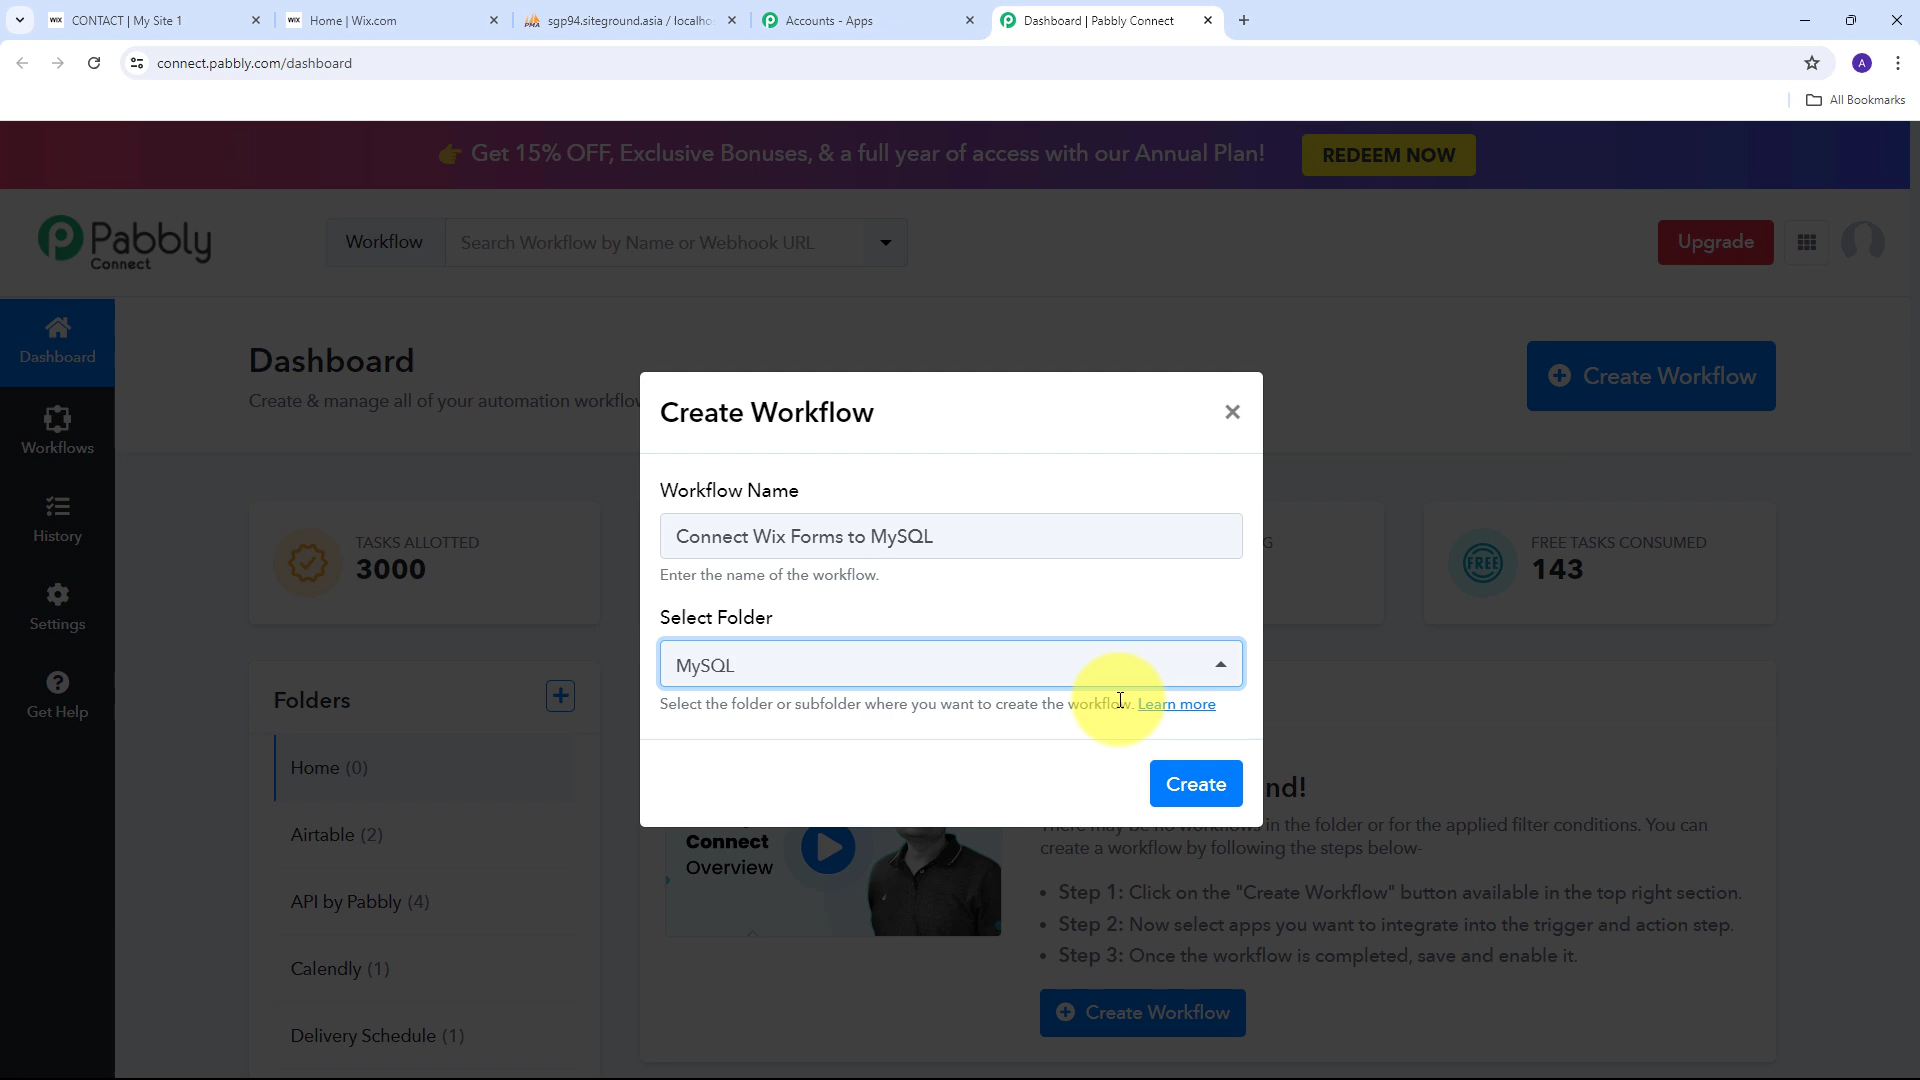 CONTACT | My Site 1
Home | Wix.com
sgp94.siteground.asia / localho
Accounts - Apps
Dashboard | Pabbly Connect
connect.pabbly.com/dashboard
A
All Bookmarks
Get 15% OFF, Exclusive Bonuses, & a full year of access with our Annual Plan!
REDEEM NOW
Pabbly
Connect
Workflow
Search Workflow by Name or Webhook URL
Upgrade
Dashboard
Workflows
History
Settings
Get Help
Dashboard
Create & manage all of your automation workflow
Create Workflow
TASKS ALLOTTED
3000
G
FREE
FREE TASKS CONSUMED
143
Create Workflow
Workflow Name
Connect Wix Forms to MySQL
Enter the name of the workflow.
Select Folder
MySQL
Select the folder or subfolder where you want to create the workflow. Learn more
Create
Folders
Home (0)
Airtable (2)
API by Pabbly (4)
Calendly (1)
Delivery Schedule (1)
Connect
Overview
nd!
There may be no workflows in the folder or for the applied filter conditions. You can
create a workflow by following the steps below-
Step 1: Click on the "Create Workflow" button available in the top right section.
Step 2: Now select apps you want to integrate into the trigger and action step.
Step 3: Once the workflow is completed, save and enable it.
Create Workflow